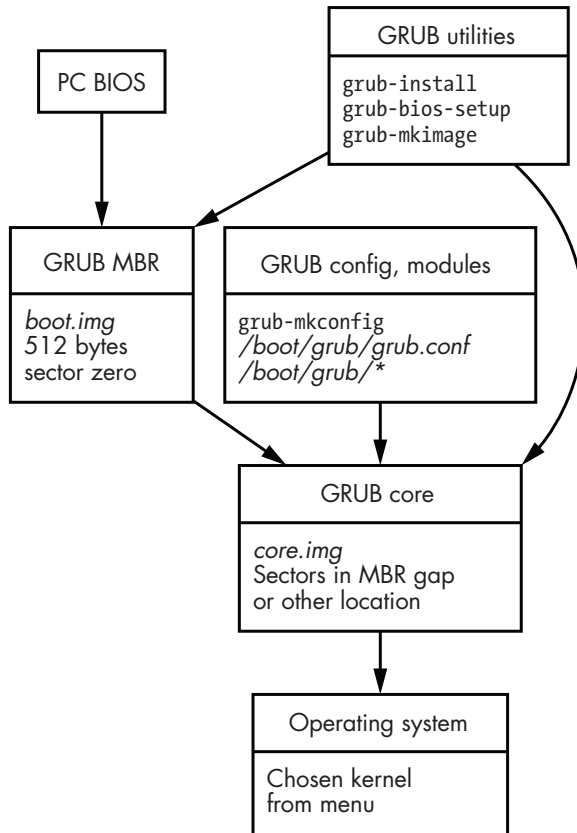 GRUB utilities
grub-install
grub-bios-setup
grub-mkimage
PC BIOS
GRUB MBR
boot.img
512 bytes
sector zero
GRUB config, modules
grub-mkconfig
/boot/grub/grub.conf
/boot/grub/*
GRUB core
core.img
Sectors in MBR gap
or other location
Operating system
Chosen kernel
from menu